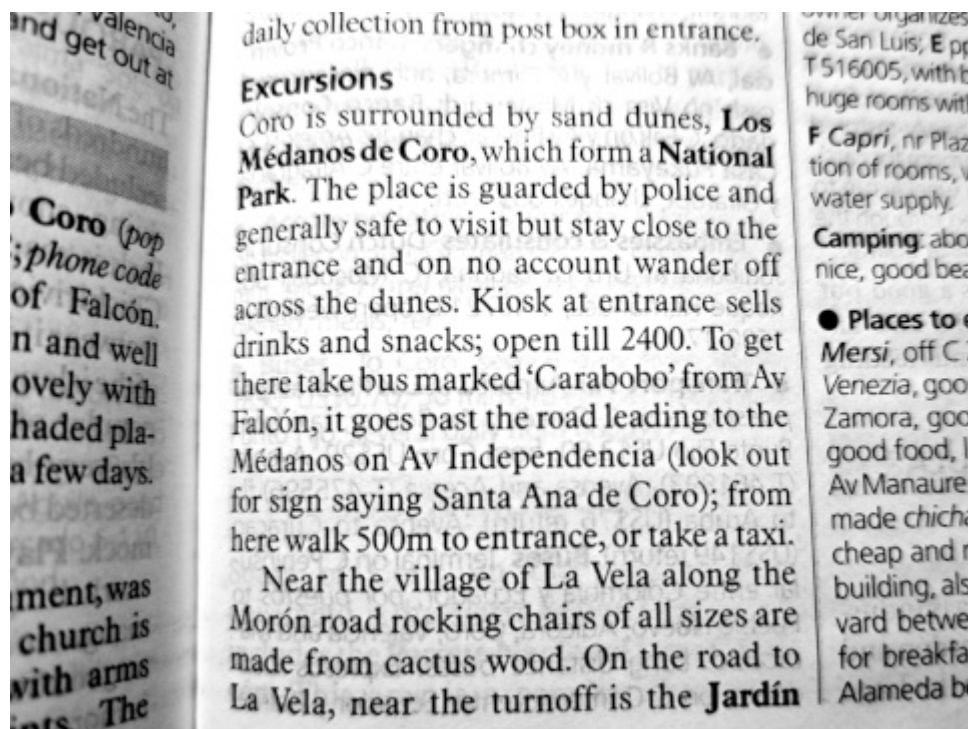 Valencia
and get out at
Coro (pop
; phone code
of Falcón.
n and well
ovely with
haded pla-
a few days.
ment, was
church is
with arms
The
daily collection from post box in entrance.
Excursions
Coro is surrounded by sand dunes, Los
Médanos de Coro, which form a National
Park. The place is guarded by police and
generally safe to visit but stay close to the
entrance and on no account wander off
across the dunes. Kiosk at entrance sells
drinks and snacks; open till 2400. To get
there take bus marked 'Carabobo' from Av
Falcón, it goes past the road leading to the
Médanos on Av Independencia (look out
for sign saying Santa Ana de Coro); from
here walk 500m to entrance, or take a taxi.
Near the village of La Vela along the
Morón road rocking chairs of all sizes are
made from cactus wood. On the road to
La Vela, near the turnoff is the Jardín
owner organizes
de San Luis; E pp
T 516005, with b
huge rooms with
F Capri, nr Plaz
tion of rooms, v
water supply.
Camping: abo
nice, good bea
● Places to e
Mersi, off C Z
Venezia, goo
Zamora, goo
good food, l
Av Manaure
made chicha
cheap and r
building, als
vard betwe
for breakfa
Alameda b